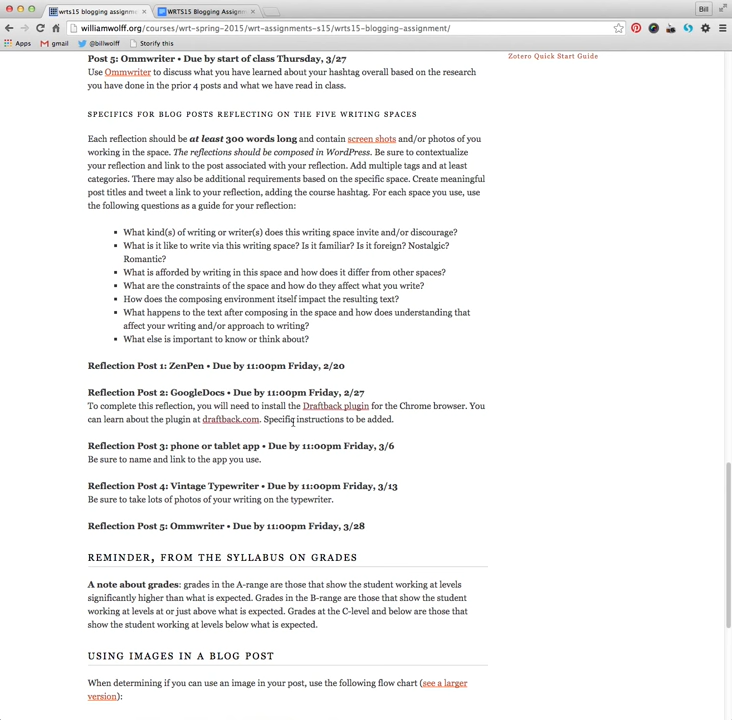 wrts15 blogging assignme
WRTS15 Blogging Assignm
Bill
williamwolff.org/courses/wrt-spring-2015/wrt-assignments-s15/wrts15-blogging-assignment/
Apps gmail @billwolff Storify this
Post 5: Ommwriter • Due by start of class Thursday, 3/27
Zotero Quick Start Guide
Use Ommwriter to discuss what you have learned about your hashtag overall based on the research
you have done in the prior 4 posts and what we have read in class.
SPECIFICS FOR BLOG POSTS REFLECTING ON THE FIVE WRITING SPACES
Each reflection should be at least 300 words long and contain screen shots and/or photos of you
working in the space. The reflections should be composed in WordPress. Be sure to contextualize
your reflection and link to the post associated with your reflection. Add multiple tags and at least
categories. There may also be additional requirements based on the specific space. Create meaningful
post titles and tweet a link to your reflection, adding the course hashtag. For each space you use, use
the following questions as a guide for your reflection:
What kind(s) of writing or writer(s) does this writing space invite and/or discourage?
What is it like to write via this writing space? Is it familiar? Is it foreign? Nostalgic?
Romantic?
What is afforded by writing in this space and how does it differ from other spaces?
What are the constraints of the space and how do they affect what you write?
How does the composing environment itself impact the resulting text?
What happens to the text after composing in the space and how does understanding that
affect your writing and/or approach to writing?
What else is important to know or think about?
Reflection Post 1: ZenPen • Due by 11:00pm Friday, 2/20
Reflection Post 2: GoogleDocs • Due by 11:00pm Friday, 2/27
To complete this reflection, you will need to install the Draftback plugin for the Chrome browser. You
can learn about the plugin at draftback.com. Specific instructions to be added.
Reflection Post 3: phone or tablet app • Due by 11:00pm Friday, 3/6
Be sure to name and link to the app you use.
Reflection Post 4: Vintage Typewriter • Due by 11:00pm Friday, 3/13
Be sure to take lots of photos of your writing on the typewriter.
Reflection Post 5: Ommwriter • Due by 11:00pm Friday, 3/28
REMINDER, FROM THE SYLLABUS ON GRADES
A note about grades: grades in the A-range are those that show the student working at levels
significantly higher than what is expected. Grades in the B-range are those that show the student
working at levels at or just above what is expected. Grades at the C-level and below are those that
show the student working at levels below what is expected.
USING IMAGES IN A BLOG POST
When determining if you can use an image in your post, use the following flow chart (see a larger
version):